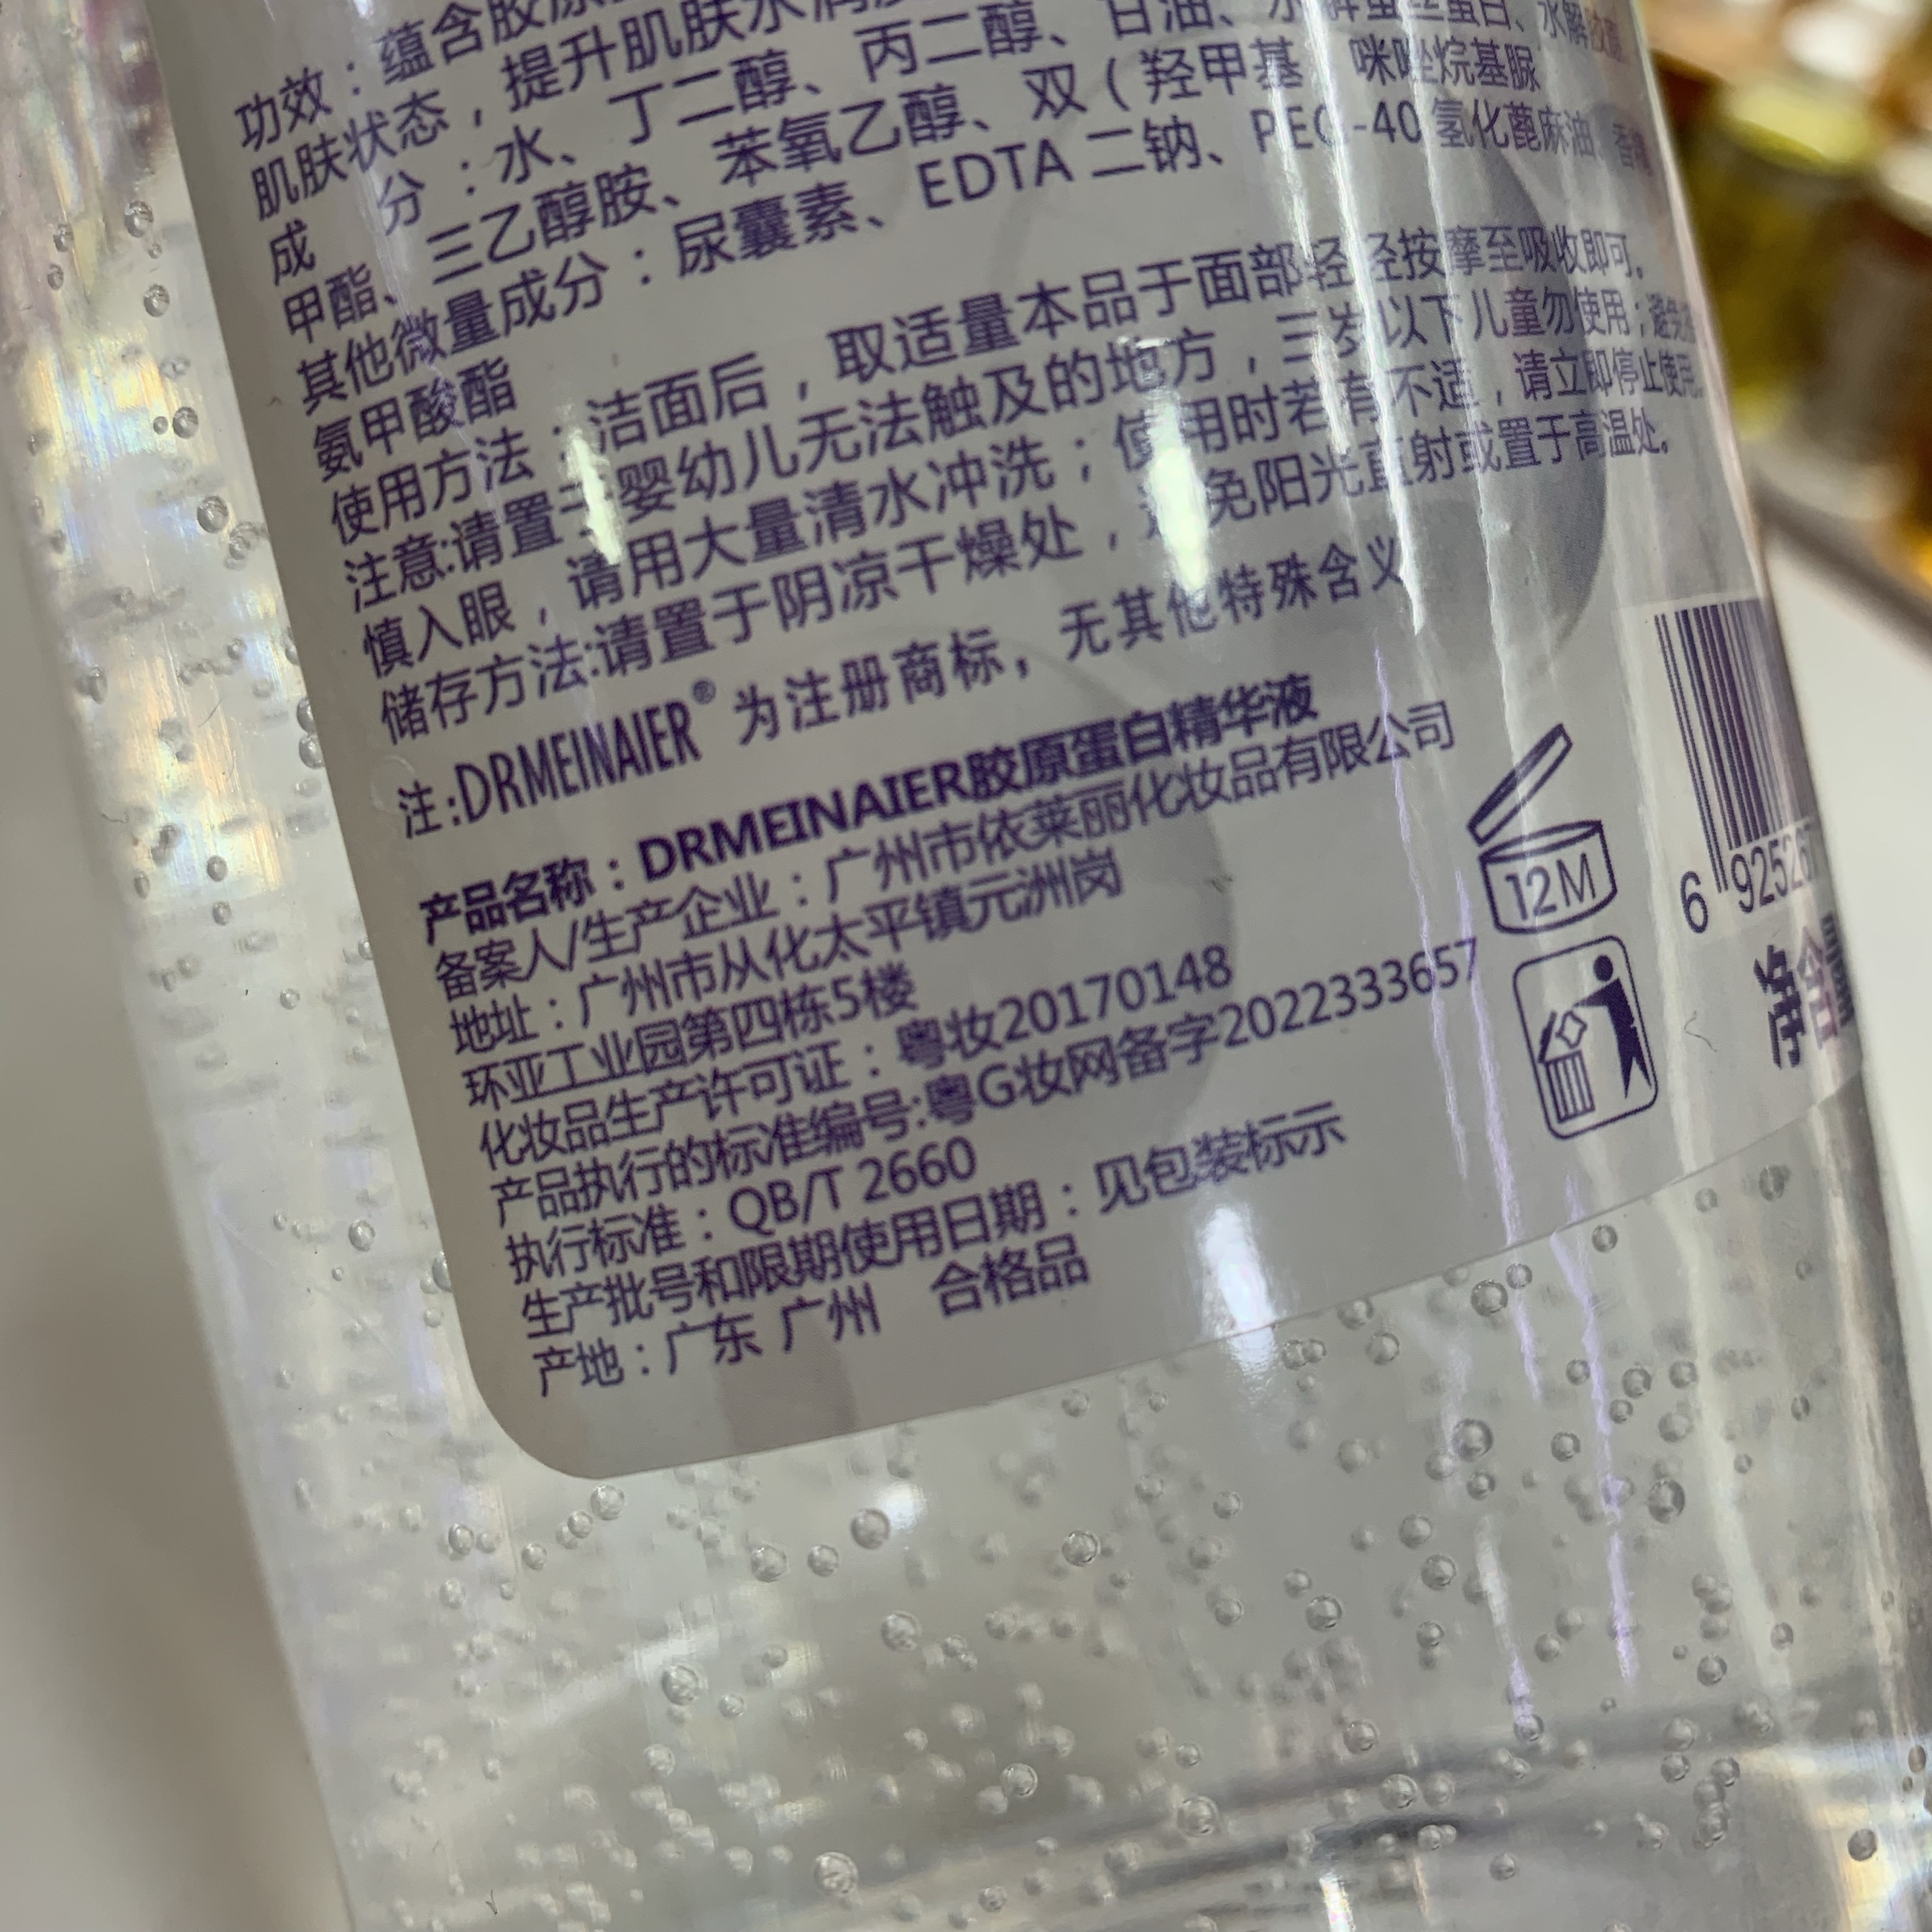 功效：蕴含胶原
肌肤状态，提升肌肤水润
成 分：水、丁二醇、丙二醇、甘油、水解蚕丝蛋白、水解
甲酯、三乙醇胺、苯氧乙醇、双（羟甲基 咪唑烷基脲
其他微量成分：尿囊素、EDTA 二钠、PEG-40 氢化蓖麻油、香
氨甲酸酯
使用方法：洁面后，取适量本品于面部轻轻按摩至吸收即可。
注意:请置于婴幼儿无法触及的地方，三岁以下儿童勿使用；避免
慎入眼，请用大量清水冲洗；使用时若有不适，请立即停止使用。
储存方法:请置于阴凉干燥处，避免阳光直射或置于高温处。
注:DRMEINAIER® 为注册商标，无其他特殊含义
产品名称：DRMEINAIER胶原蛋白精华液
备案人/生产企业：广州市依莱丽化妆品有限公司
地址：广州市从化太平镇元洲岗
环亚工业园第四栋5楼
化妆品生产许可证：粤妆20170148
产品执行的标准编号:粤G妆网备字2022333657
执行标准：QB/T 2660
生产批号和限期使用日期：见包装标示
产地：广东 广州 合格品
12M
6 92526
净含量